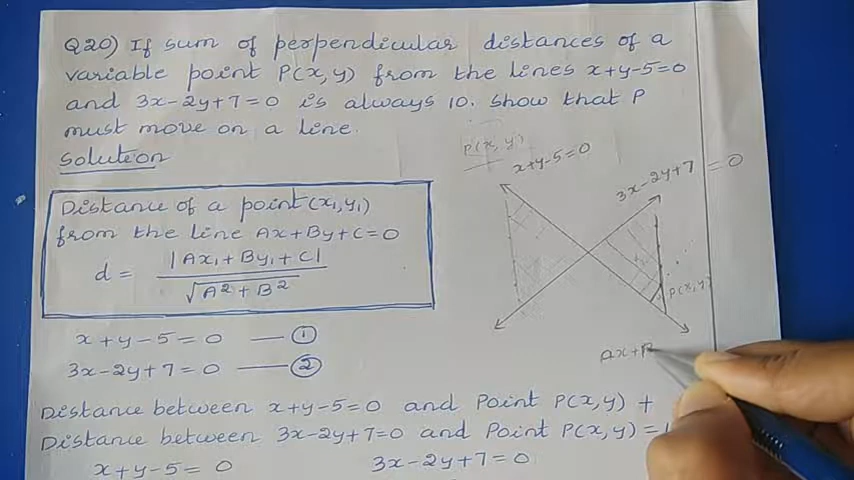 Q20) If sum of perpendicular distances of a
variable point P(x,y) from the lines x+y-5=0
and 3x-2y+7=0 is always 10. show that P
must move on a line.
Solution
P(x,y)
x+y-5=0
3x-2y+7=0
Distance of a point(x₁,y₁)
from the line Ax+By+C=0
d = |Ax₁+By₁+C| / √A²+B²
P(x,y)
x+y-5=0 — ①
3x-2y+7=0 — ②
Ax+B
Distance between x+y-5=0 and Point P(x,y) +
Distance between 3x-2y+7=0 and Point P(x,y) = 1
x+y-5=0 3x-2y+7=0